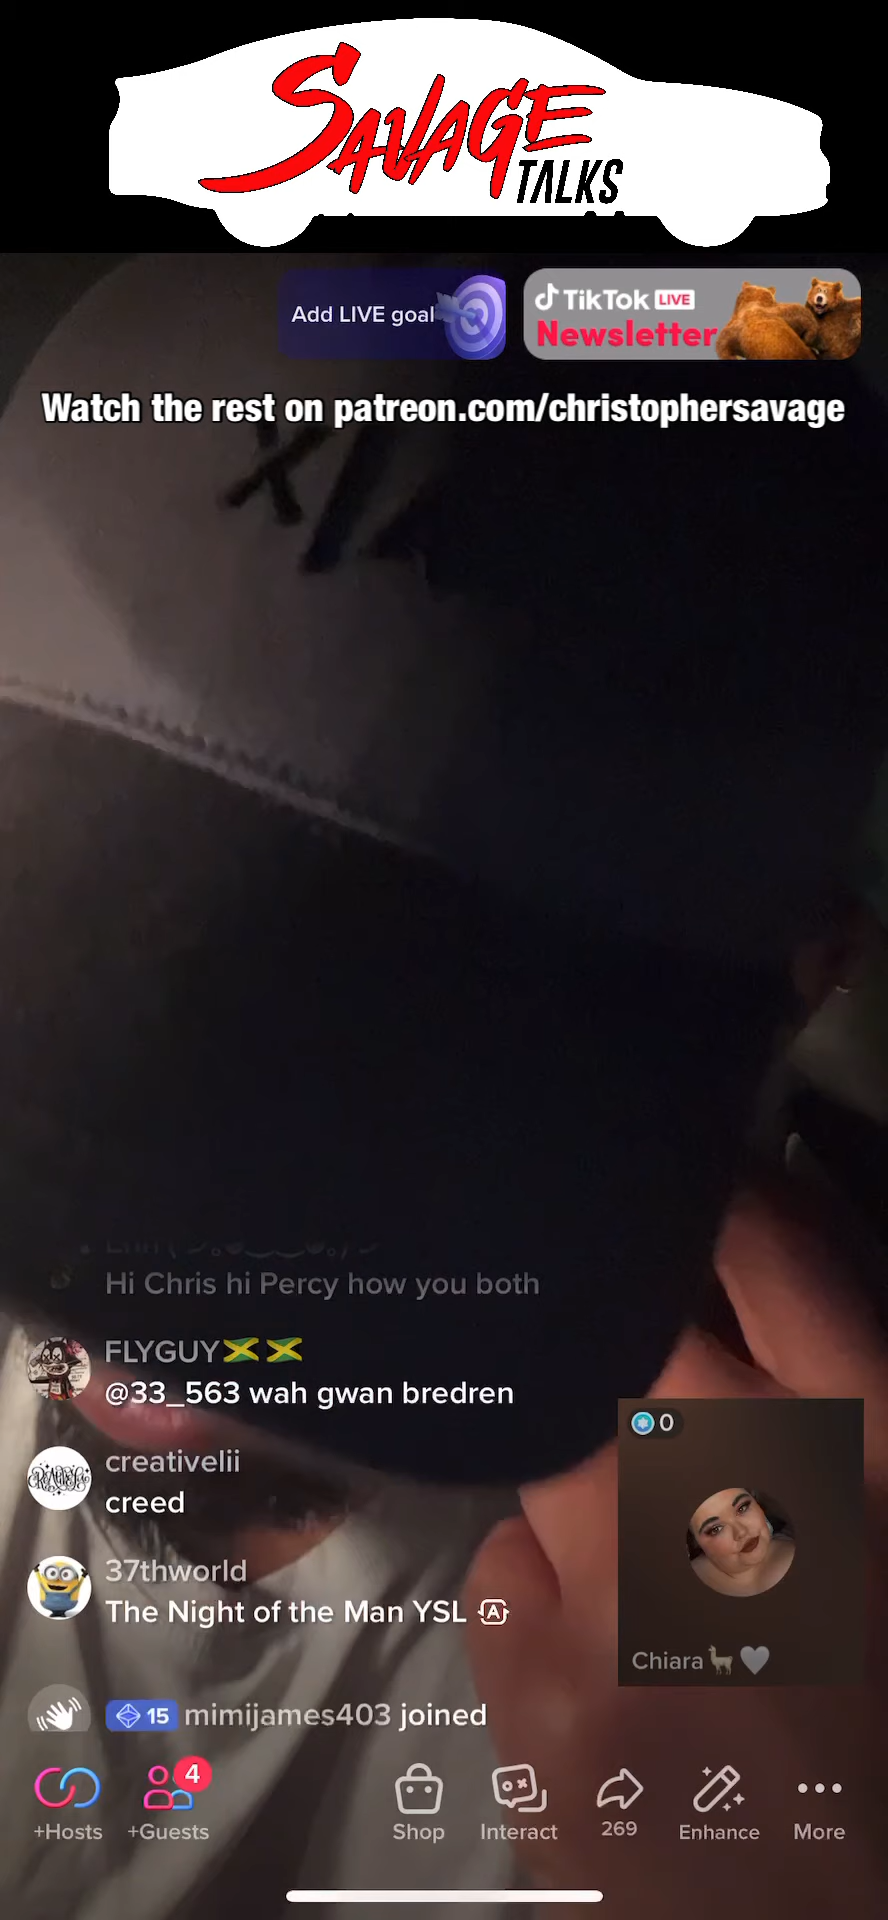 SAVAGE
TALKS
Add LIVE goal
TikTok LIVE
Newsletter
Watch the rest on patreon.com/christophersavage
Hi Chris hi Percy how you both
FLYGUY🇯🇲🇯🇲
@33_563 wah gwan bredren
creativelii
creed
37thworld
The Night of the Man YSL
0
Chiara🦙🤍
15 mimijames403 joined
4
+Hosts
+Guests
Shop
Interact
269
Enhance
More